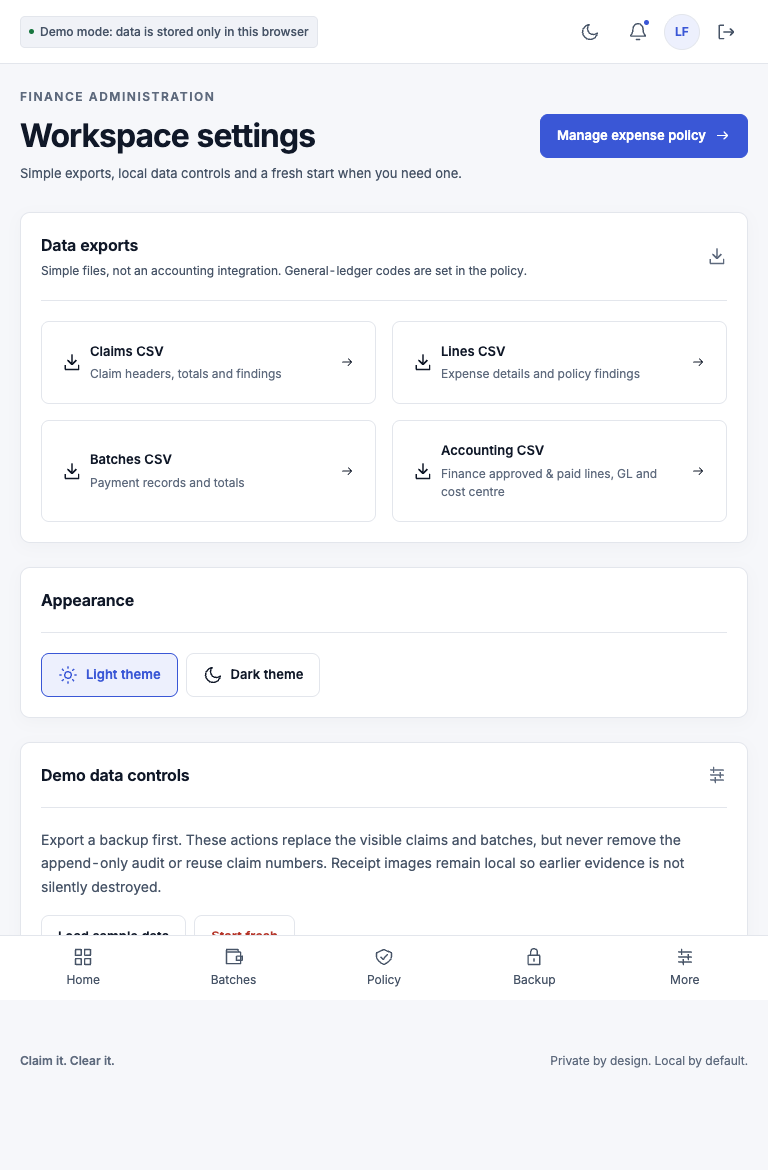 Demo mode: data is stored only in this browser
LF
FINANCE ADMINISTRATION
Workspace settings
Manage expense policy
Simple exports, local data controls and a fresh start when you need one.
Data exports
Simple files, not an accounting integration. General-ledger codes are set in the policy.
Claims CSV
Claim headers, totals and findings
Lines CSV
Expense details and policy findings
Batches CSV
Payment records and totals
Accounting CSV
Finance approved & paid lines, GL and
cost centre
Appearance
Light theme
Dark theme
Demo data controls
Export a backup first. These actions replace the visible claims and batches, but never remove the
append-only audit or reuse claim numbers. Receipt images remain local so earlier evidence is not
silently destroyed.
Load sample data
Start fresh
Home
Batches
Policy
Backup
More
Claim it. Clear it.
Private by design. Local by default.